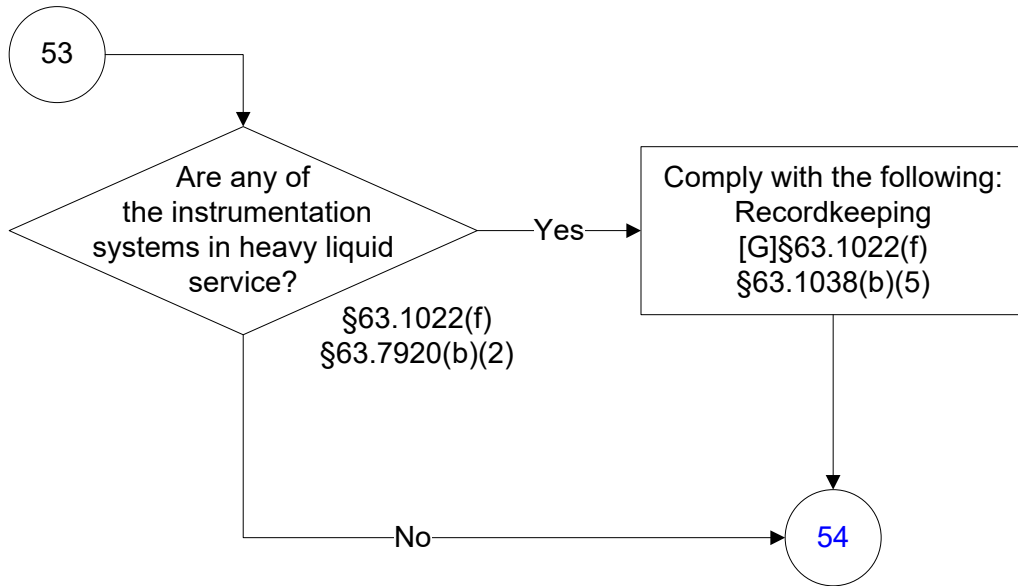 53
Are any of
the instrumentation
systems in heavy liquid
service?
§63.1022(f)
§63.7920(b)(2)
Yes
Comply with the following:
Recordkeeping
[G]§63.1022(f)
§63.1038(b)(5)
No
54